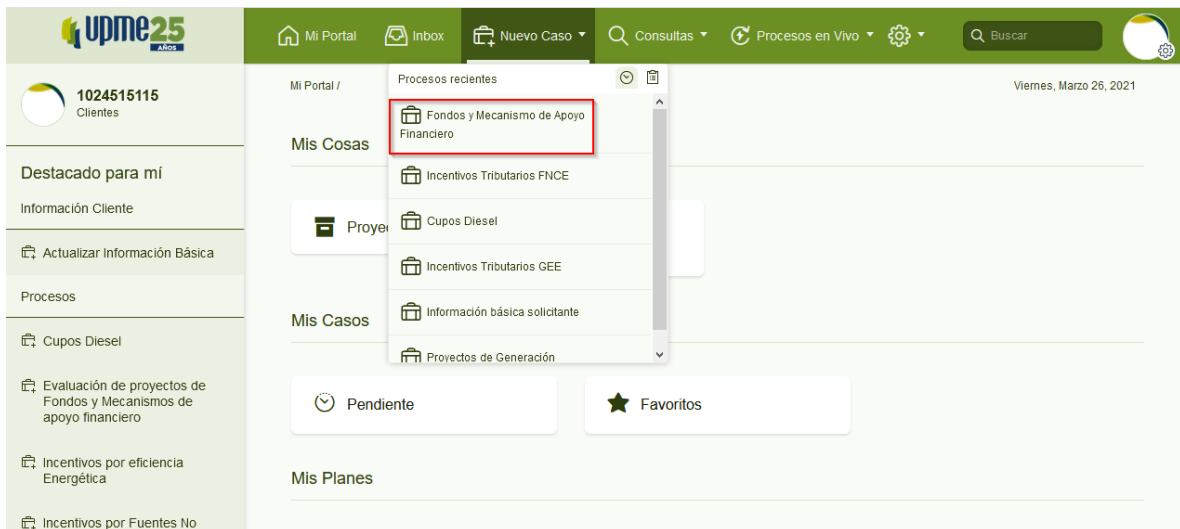 upme25
AÑOS
Mi Portal
Inbox
Nuevo Caso
Consultas
Procesos en Vivo
Buscar
1024515115
Clientes
Destacado para mí
Información Cliente
Actualizar Información Básica
Procesos
Cupos Diesel
Evaluación de proyectos de
Fondos y Mecanismos de
apoyo financiero
Incentivos por eficiencia
Energética
Incentivos por Fuentes No
Mi Portal /
Viernes, Marzo 26, 2021
Procesos recientes
Fondos y Mecanismo de Apoyo
Financiero
Incentivos Tributarios FNCE
Cupos Diesel
Incentivos Tributarios GEE
Información básica solicitante
Proyectos de Generación
Mis Cosas
Proye
Mis Casos
Pendiente
Favoritos
Mis Planes